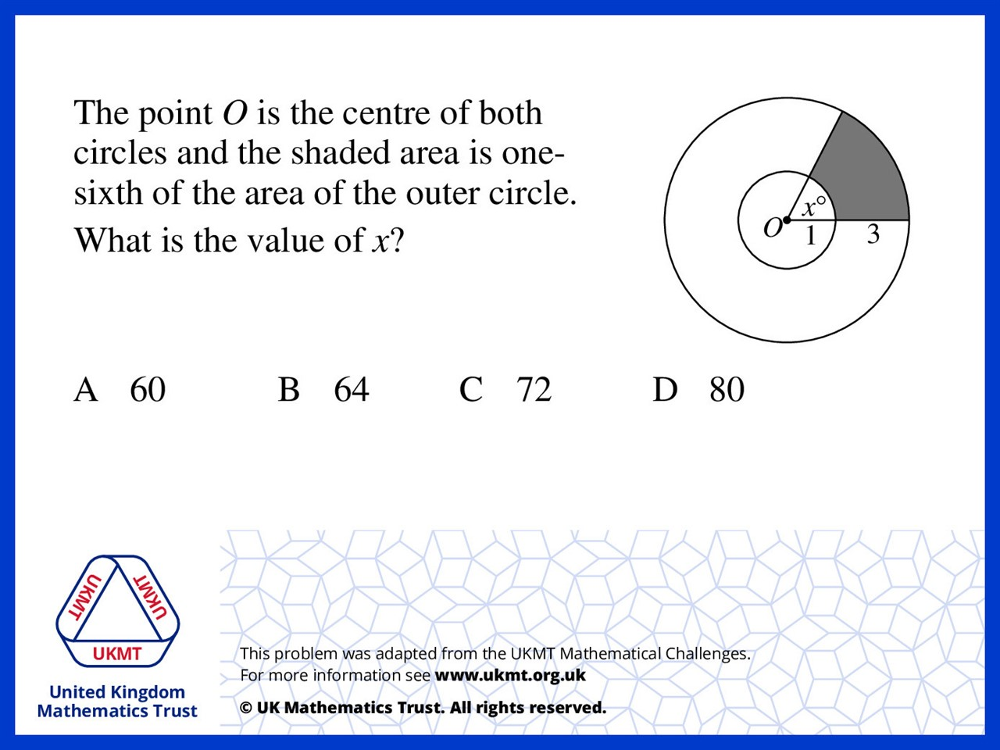 The point O is the centre of both
circles and the shaded area is one-
sixth of the area of the outer circle.
What is the value of x?
x°
O
1
3
A 60 B 64 C 72 D 80
UKMT
UKMT
UKMT
United Kingdom
Mathematics Trust
This problem was adapted from the UKMT Mathematical Challenges.
For more information see www.ukmt.org.uk
© UK Mathematics Trust. All rights reserved.